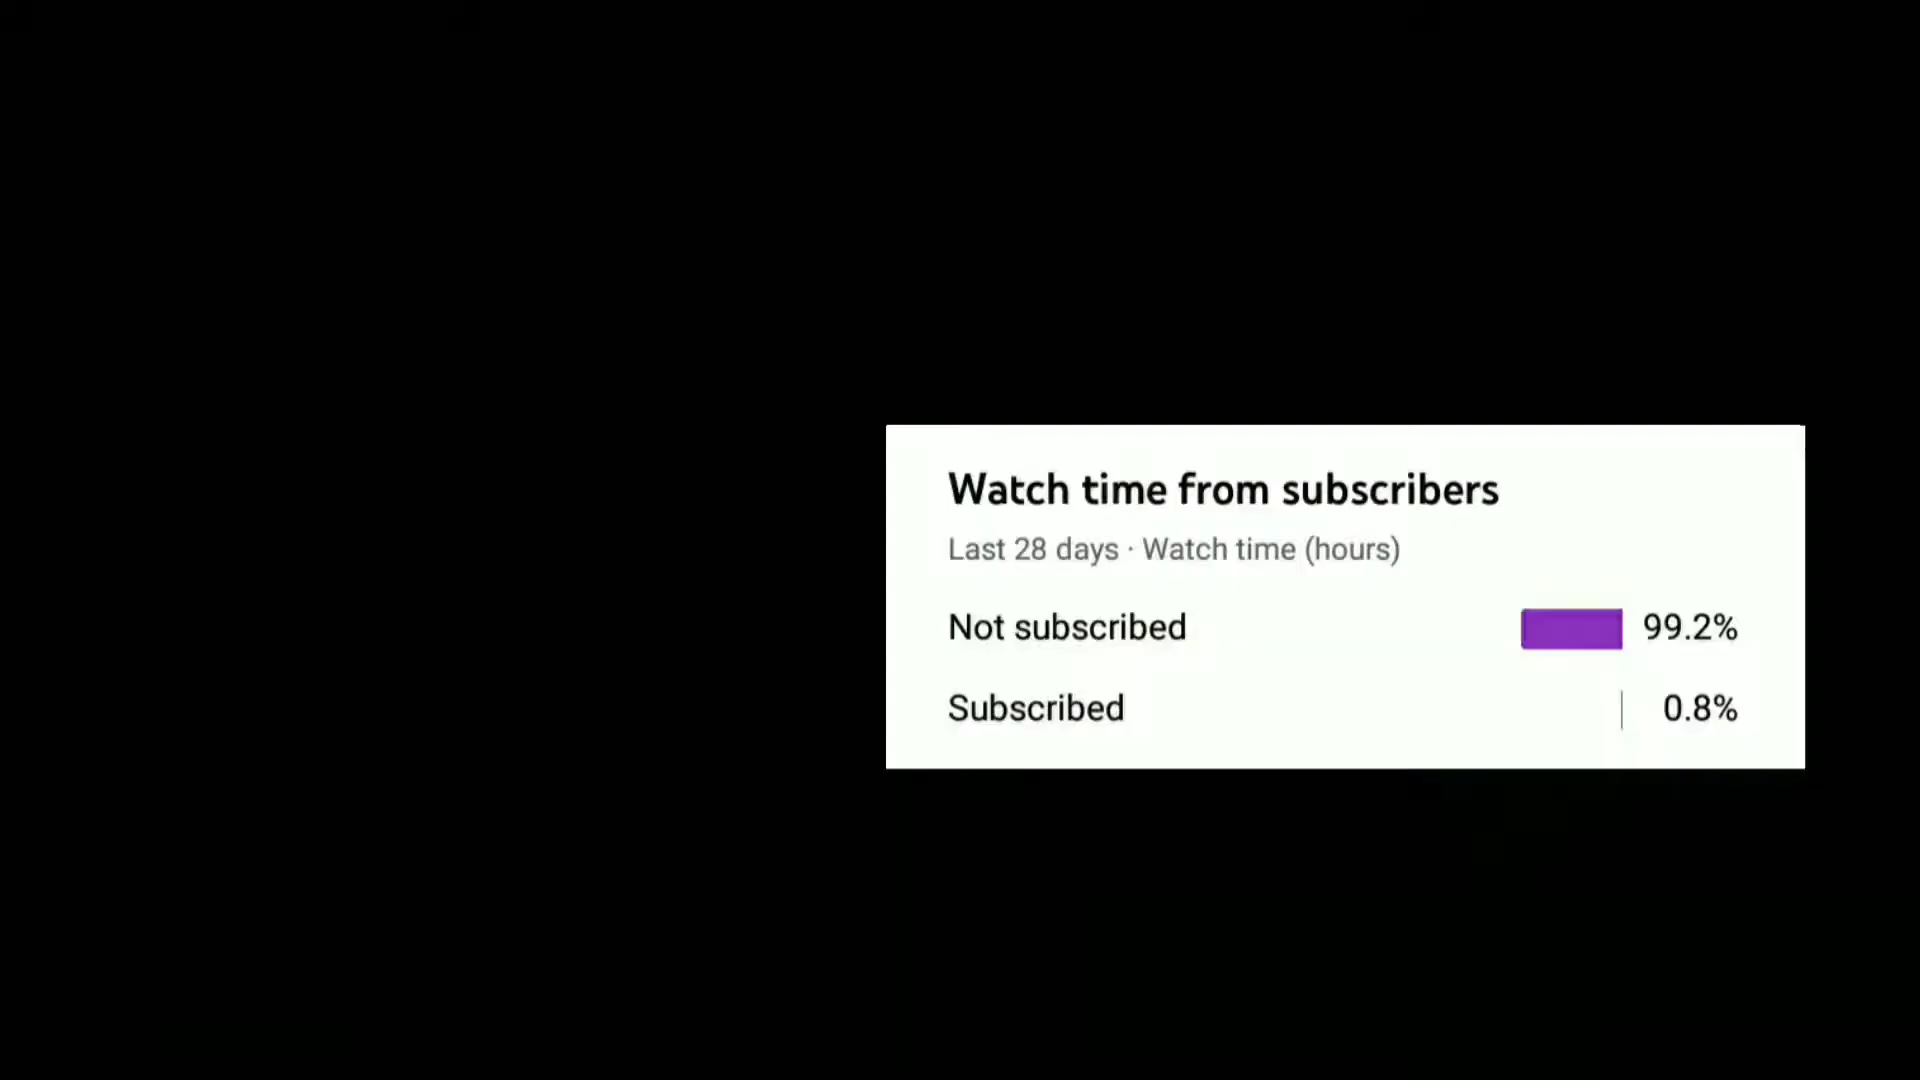 Watch time from subscribers
Last 28 days · Watch time (hours)
Not subscribed 99.2%
Subscribed 0.8%